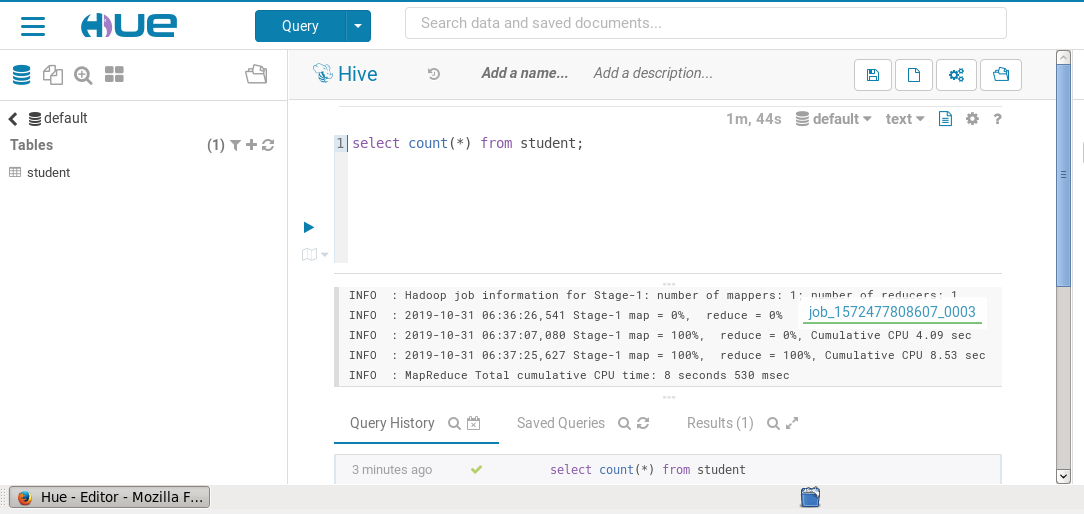 HUE
Query
Search data and saved documents...
Hive
Add a name...
Add a description...
default
Tables
(1)
student
1m, 44s
default
text
?
1
select count(*) from student;
INFO : Hadoop job information for Stage-1: number of mappers: 1; number of reducers: 1
INFO : 2019-10-31 06:36:26,541 Stage-1 map = 0%, reduce = 0%
job_1572477808607_0003
INFO : 2019-10-31 06:37:07,080 Stage-1 map = 100%, reduce = 0%, Cumulative CPU 4.09 sec
INFO : 2019-10-31 06:37:25,627 Stage-1 map = 100%, reduce = 100%, Cumulative CPU 8.53 sec
INFO : MapReduce Total cumulative CPU time: 8 seconds 530 msec
Query History
Saved Queries
Results (1)
3 minutes ago
select count(*) from student
Hue - Editor - Mozilla F...